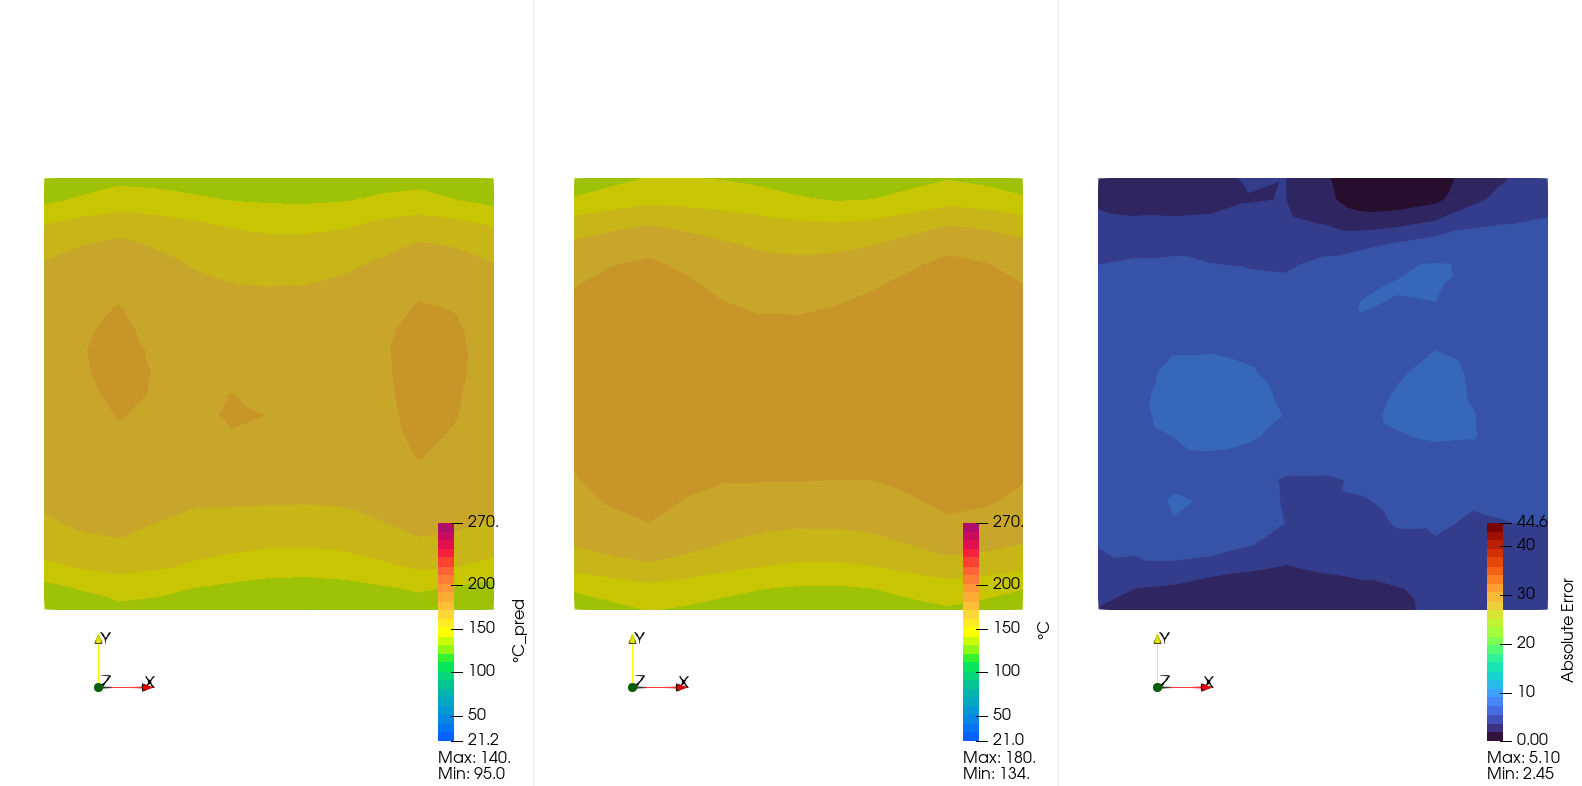 270.
200
150
100
50
21.2
°C_pred
Max: 140.
Min: 95.0
Y
Z
X
270.
200
150
100
50
21.0
°C
Max: 180.
Min: 134.
Y
Z
X
44.6
40
30
20
10
0.00
Absolute Error
Max: 5.10
Min: 2.45
Y
Z
X